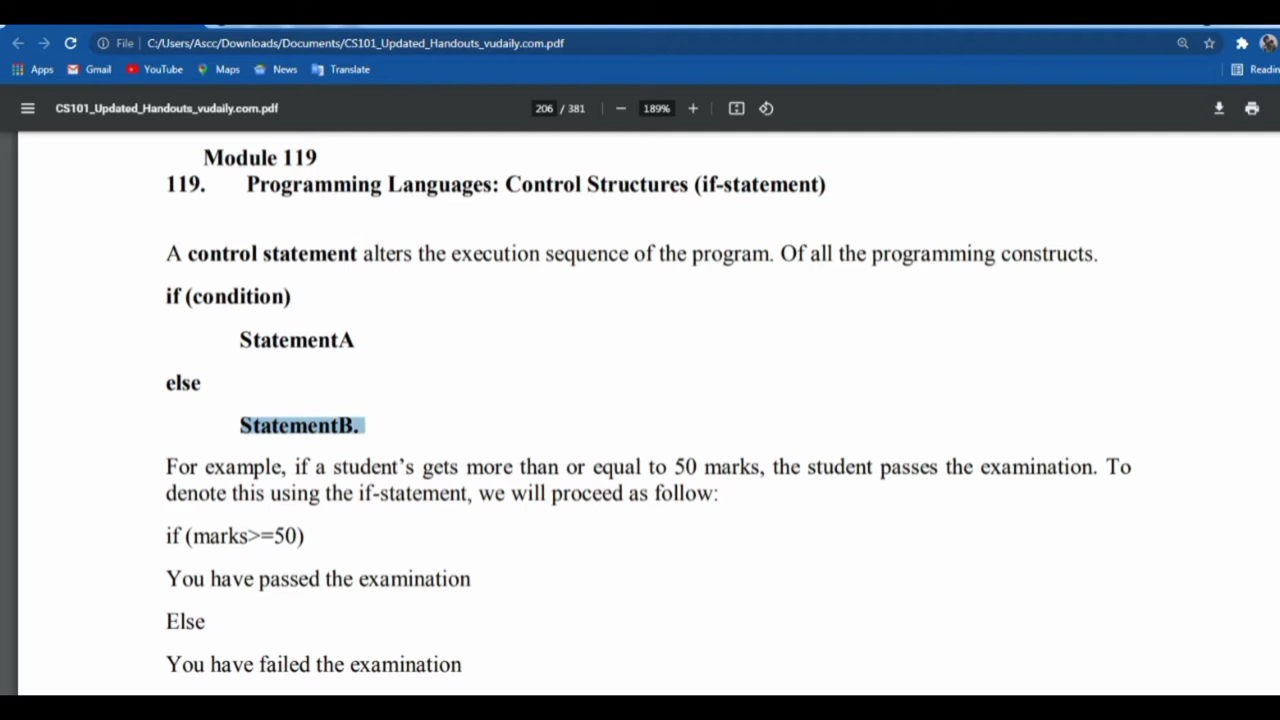 File C:/Users/Ascc/Downloads/Documents/CS101_Updated_Handouts_vudaily.com.pdf
Apps Gmail YouTube Maps News Translate
CS101_Updated_Handouts_vudaily.com.pdf 206 / 381 − 189% +
Module 119
119. Programming Languages: Control Structures (if-statement)
A control statement alters the execution sequence of the program. Of all the programming constructs.
if (condition)
StatementA
else
StatementB.
For example, if a student’s gets more than or equal to 50 marks, the student passes the examination. To
denote this using the if-statement, we will proceed as follow:
if (marks>=50)
You have passed the examination
Else
You have failed the examination